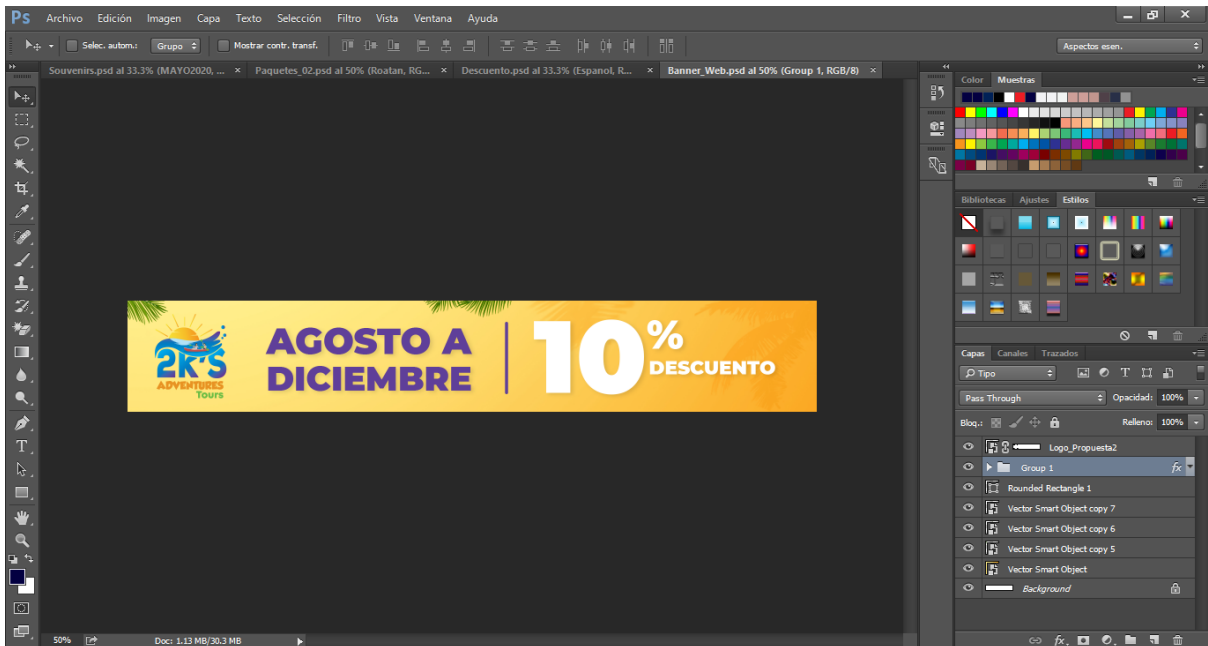 Ps Archivo Edición Imagen Capa Texto Selección Filtro Vista Ventana Ayuda
Selec. autom.: Grupo Mostrar contr. transf. Aspectos esen.
Souvenirs.psd al 33.3% (MAYO2020, ... × Paquetes_02.psd al 50% (Roatan, RG... × Descuento.psd al 33.3% (Espanol, R... × Banner_Web.psd al 50% (Group 1, RGB/8) ×
Color Muestras
Bibliotecas Ajustes Estilos
2K'S
ADVENTURES
Tours
AGOSTO A
DICIEMBRE
10%
DESCUENTO
Capas Canales Trazados
Tipo
Pass Through Opacidad: 100%
Bloq.: Relleno: 100%
Logo_Propuesta2
Group 1 fx
Rounded Rectangle 1
Vector Smart Object copy 7
Vector Smart Object copy 6
Vector Smart Object copy 5
Vector Smart Object
Background
50% Doc: 1.13 MB/30.3 MB
fx